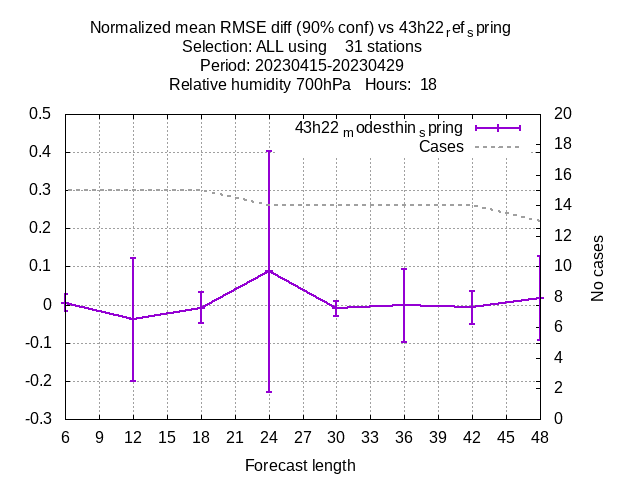 Normalized mean RMSE diff (90% conf) vs 43h22refspring
Selection: ALL using    31 stations
Period: 20230415-20230429
Relative humidity 700hPa   Hours:  18
43h22modesthinspring
Cases
0.5
0.4
0.3
0.2
0.1
0
-0.1
-0.2
-0.3
20
18
16
14
12
10
8
6
4
2
0
No cases
6 9 12 15 18 21 24 27 30 33 36 39 42 45 48
Forecast length